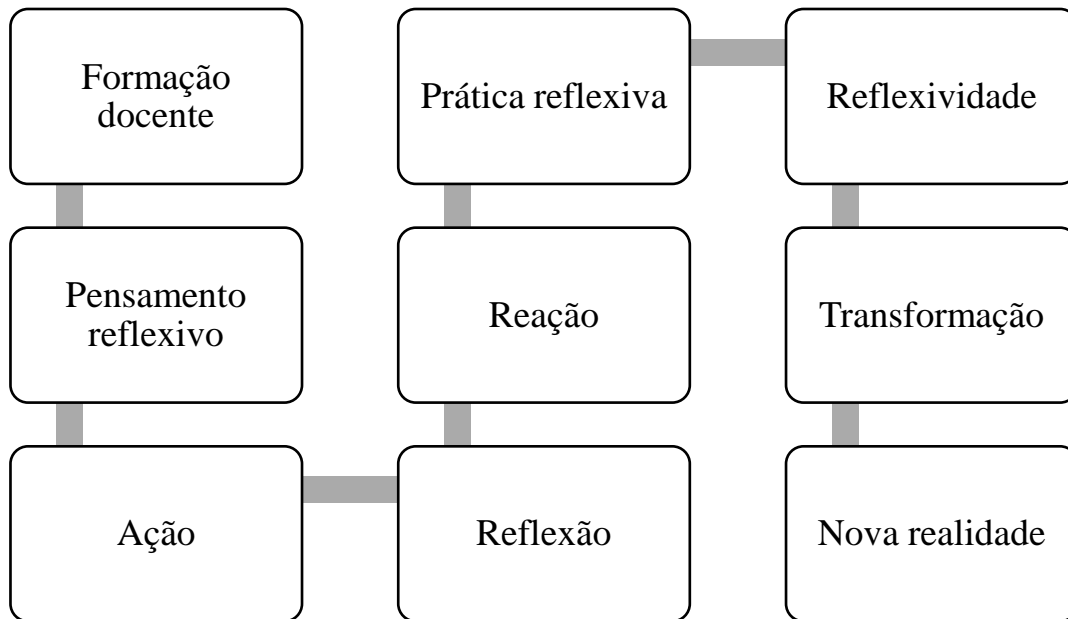 Formação
docente
Pensamento
reflexivo
Ação
Reflexão
Reação
Prática reflexiva
Reflexividade
Transformação
Nova realidade